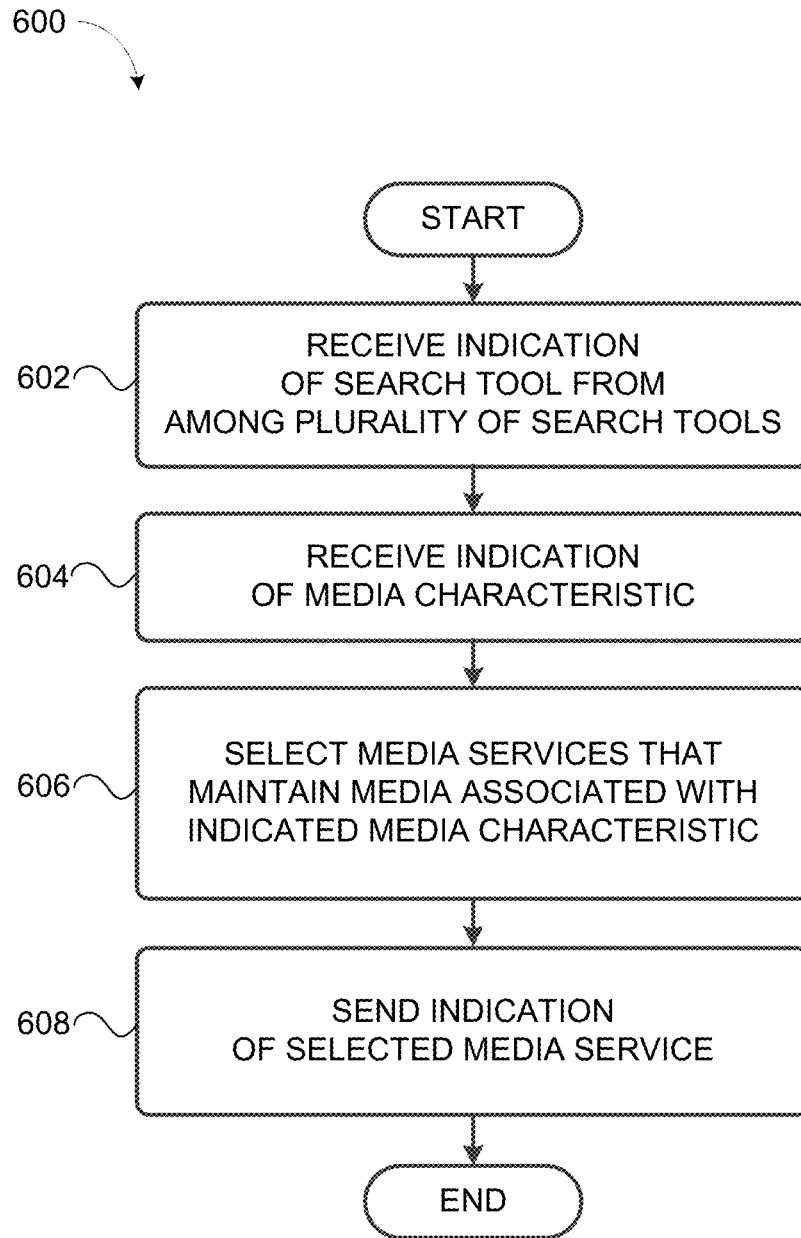 600
START
602
RECEIVE INDICATION
OF SEARCH TOOL FROM
AMONG PLURALITY OF SEARCH TOOLS
604
RECEIVE INDICATION
OF MEDIA CHARACTERISTIC
606
SELECT MEDIA SERVICES THAT
MAINTAIN MEDIA ASSOCIATED WITH
INDICATED MEDIA CHARACTERISTIC
608
SEND INDICATION
OF SELECTED MEDIA SERVICE
END